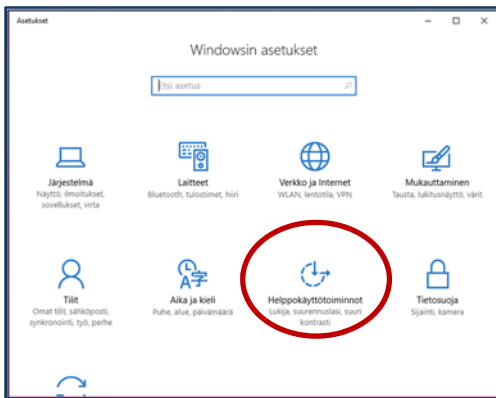 Asetukset
Windowsin asetukset
Etsi asetus
Järjestelmä
Näyttö, ilmoitukset,
sovellukset, virta
Laitteet
Bluetooth, tulostimet, hiiri
Verkko ja Internet
WLAN, lentotila, VPN
Mukauttaminen
Tausta, lukitusnäyttö, värit
Tilit
Omat tilit, sähköposti,
synkronointi, työ, perhe
Aika ja kieli
Puhe, alue, päivämäärä
Helppokäyttötoiminnot
Lukija, suurennuslasi, suuri
kontrasti
Tietosuoja
Sijainti, kamera